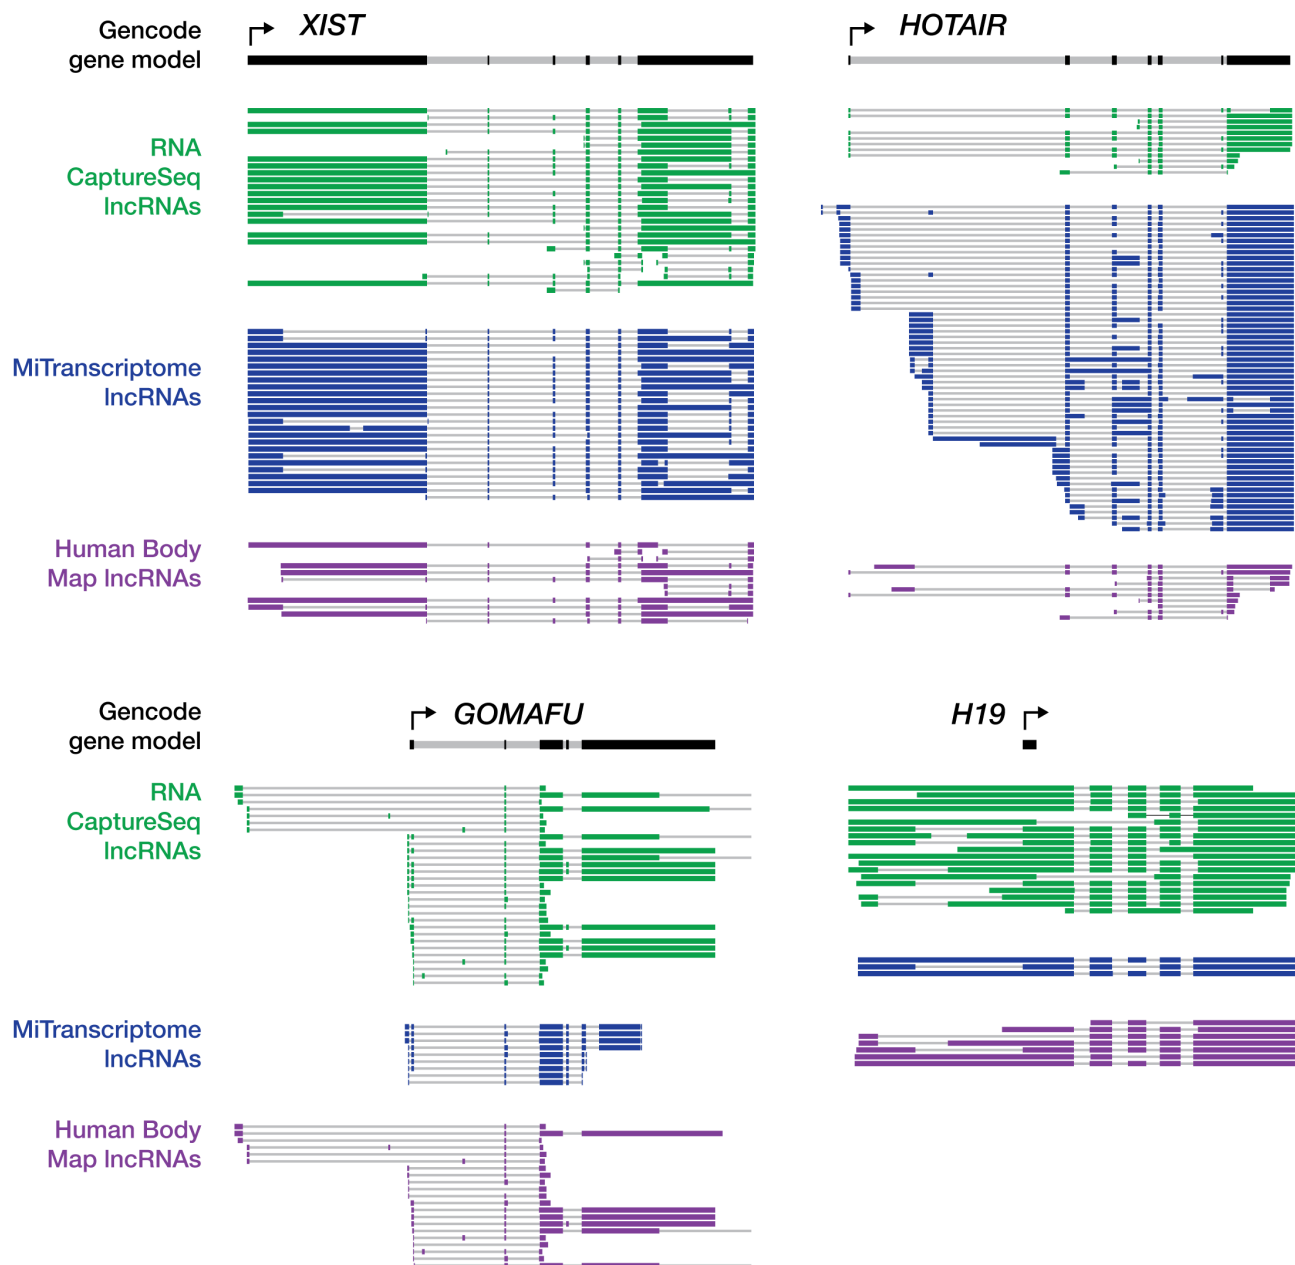 Gencode
gene model
XIST
HOTAIR
RNA
CaptureSeq
lncRNAs
MiTranscriptome
lncRNAs
Human Body
Map lncRNAs
Gencode
gene model
GOMAFU
H19
RNA
CaptureSeq
lncRNAs
MiTranscriptome
lncRNAs
Human Body
Map lncRNAs